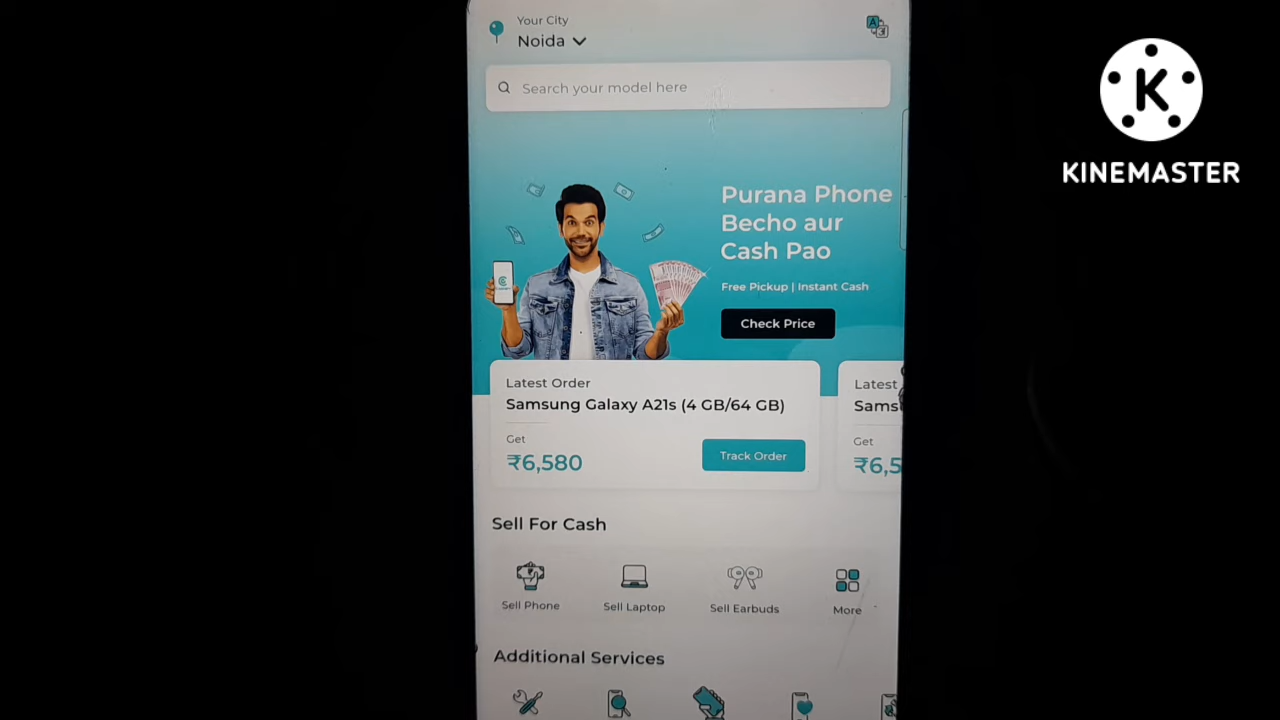 Your City
Noida
Search your model here
KINEMASTER
Purana Phone
Becho aur
Cash Pao
Free Pickup | Instant Cash
Check Price
Latest Order
Samsung Galaxy A21s (4 GB/64 GB)
Get
₹6,580
Track Order
Latest
Sams
Get
₹6,5
Sell For Cash
Sell Phone
Sell Laptop
Sell Earbuds
More
Additional Services